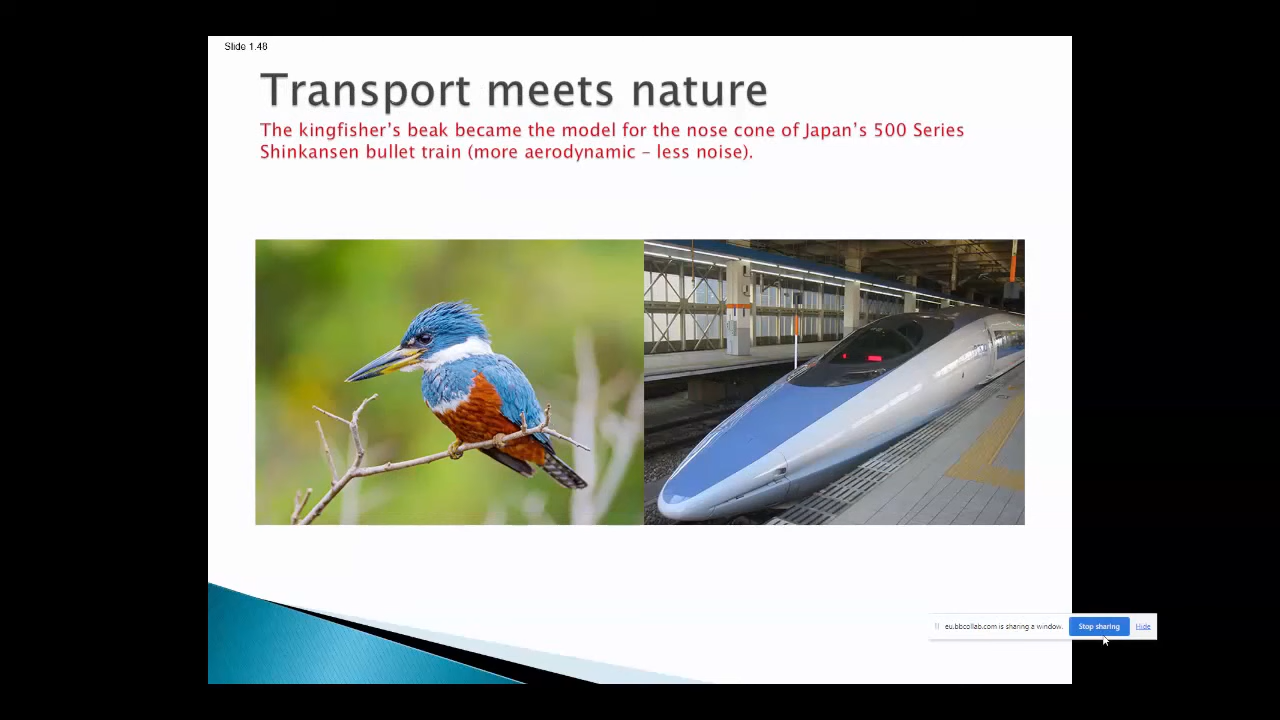 Slide 1.48
Transport meets nature
The kingfisher's beak became the model for the nose cone of Japan's 500 Series
Shinkansen bullet train (more aerodynamic – less noise).
eu.bbcollab.com is sharing a window. Stop sharing Hide